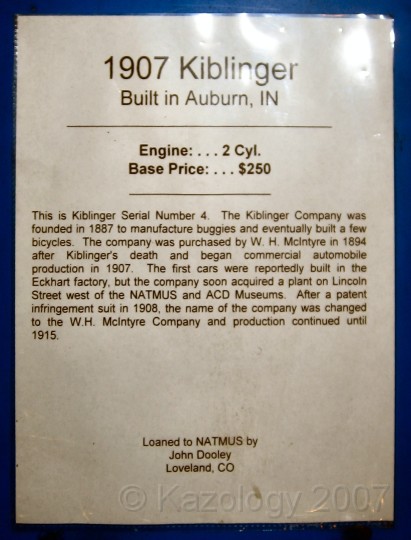 1907 Kiblinger
Built in Auburn, IN
Engine: . . . 2 Cyl.
Base Price: . . . $250
This is Kiblinger Serial Number 4. The Kiblinger Company was
founded in 1887 to manufacture buggies and eventually built a few
bicycles. The company was purchased by W. H. McIntyre in 1894
after Kiblinger's death and began commercial automobile
production in 1907. The first cars were reportedly built in the
Eckhart factory, but the company soon acquired a plant on Lincoln
Street west of the NATMUS and ACD Museums. After a patent
infringement suit in 1908, the name of the company was changed
to the W.H. McIntyre Company and production continued until
1915.
Loaned to NATMUS by
John Dooley
Loveland, CO
© Kazology 2007